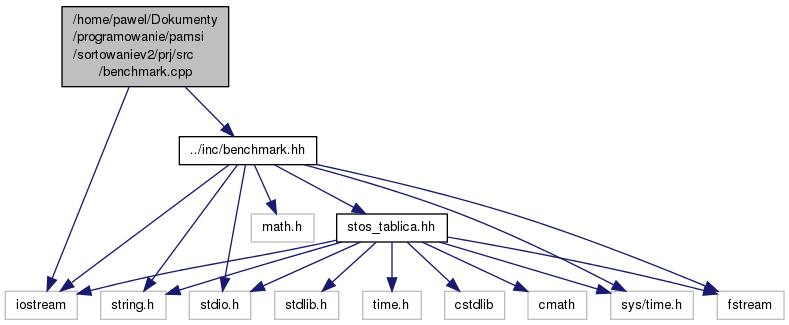 /home/pawel/Dokumenty
/programowanie/pamsi
/sortowaniev2/prj/src
/benchmark.cpp
../inc/benchmark.hh
math.h
stos_tablica.hh
iostream
string.h
stdio.h
stdlib.h
time.h
cstdlib
cmath
sys/time.h
fstream